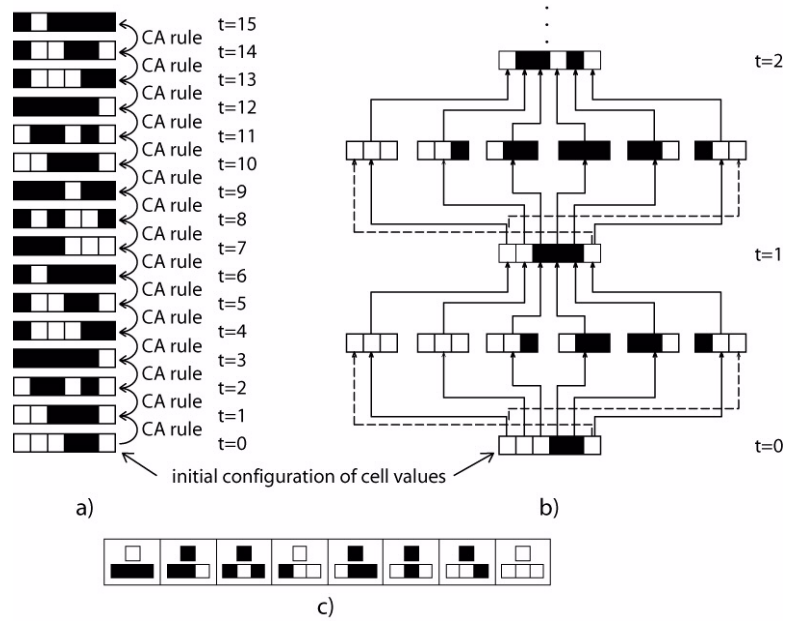 t=15
CA rule
t=14
CA rule
t=13
CA rule
t=12
CA rule
t=11
CA rule
t=10
CA rule
t=9
CA rule
t=8
CA rule
t=7
CA rule
t=6
CA rule
t=5
CA rule
t=4
CA rule
t=3
CA rule
t=2
CA rule
t=1
CA rule
t=0
t=2
t=1
t=0
initial configuration of cell values
a)
b)
c)